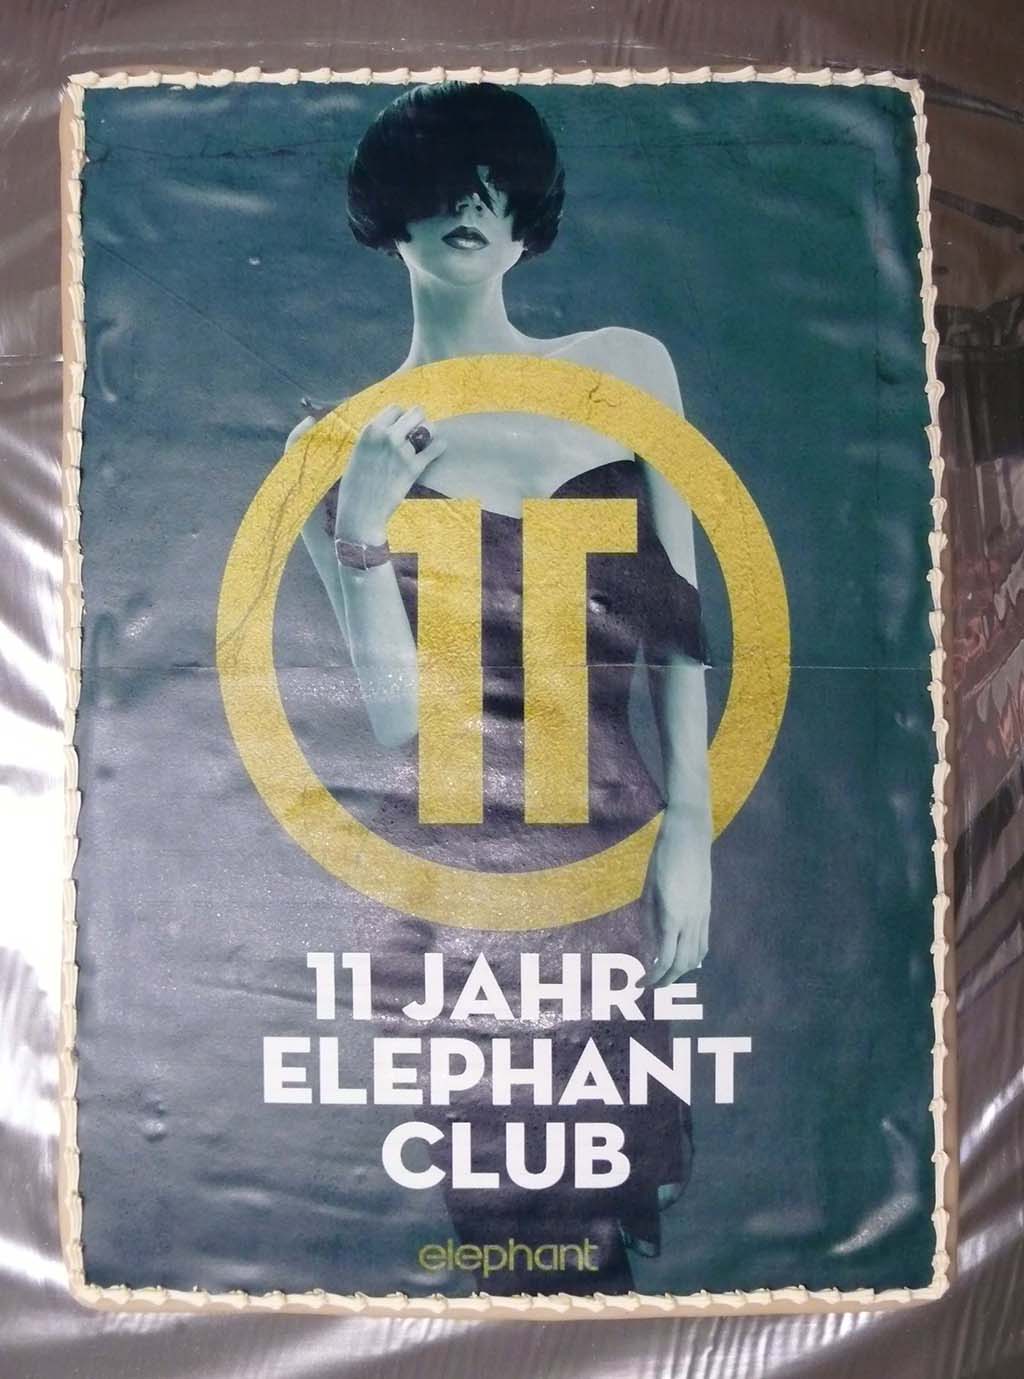 11
11 JAHRE
ELEPHANT
CLUB
elephant